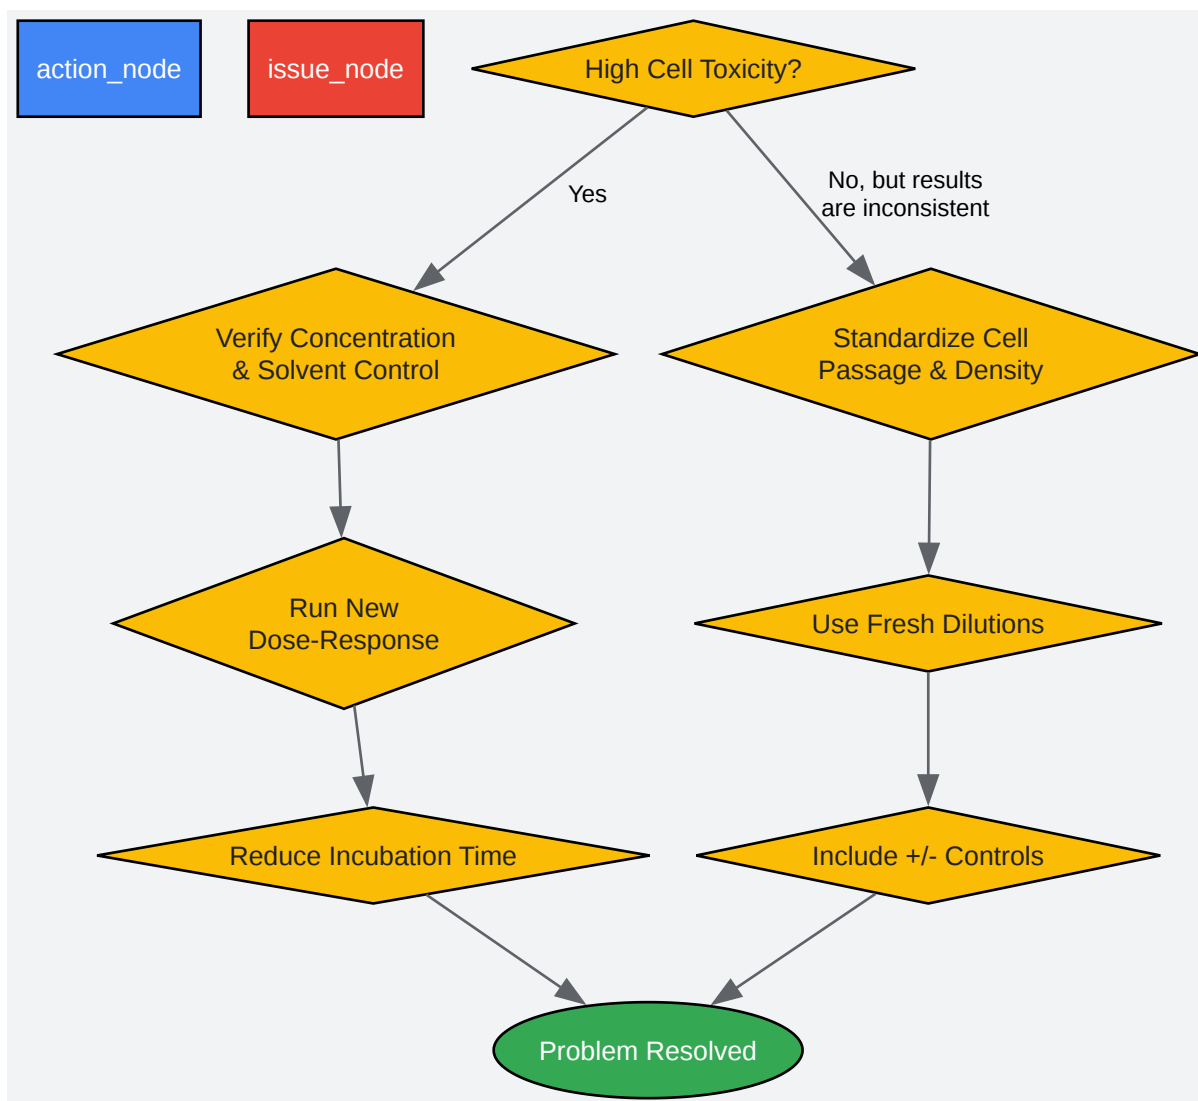 action_node
issue_node
High Cell Toxicity?
Yes
No, but results
are inconsistent
Verify Concentration
& Solvent Control
Standardize Cell
Passage & Density
Run New
Dose-Response
Use Fresh Dilutions
Reduce Incubation Time
Include +/- Controls
Problem Resolved